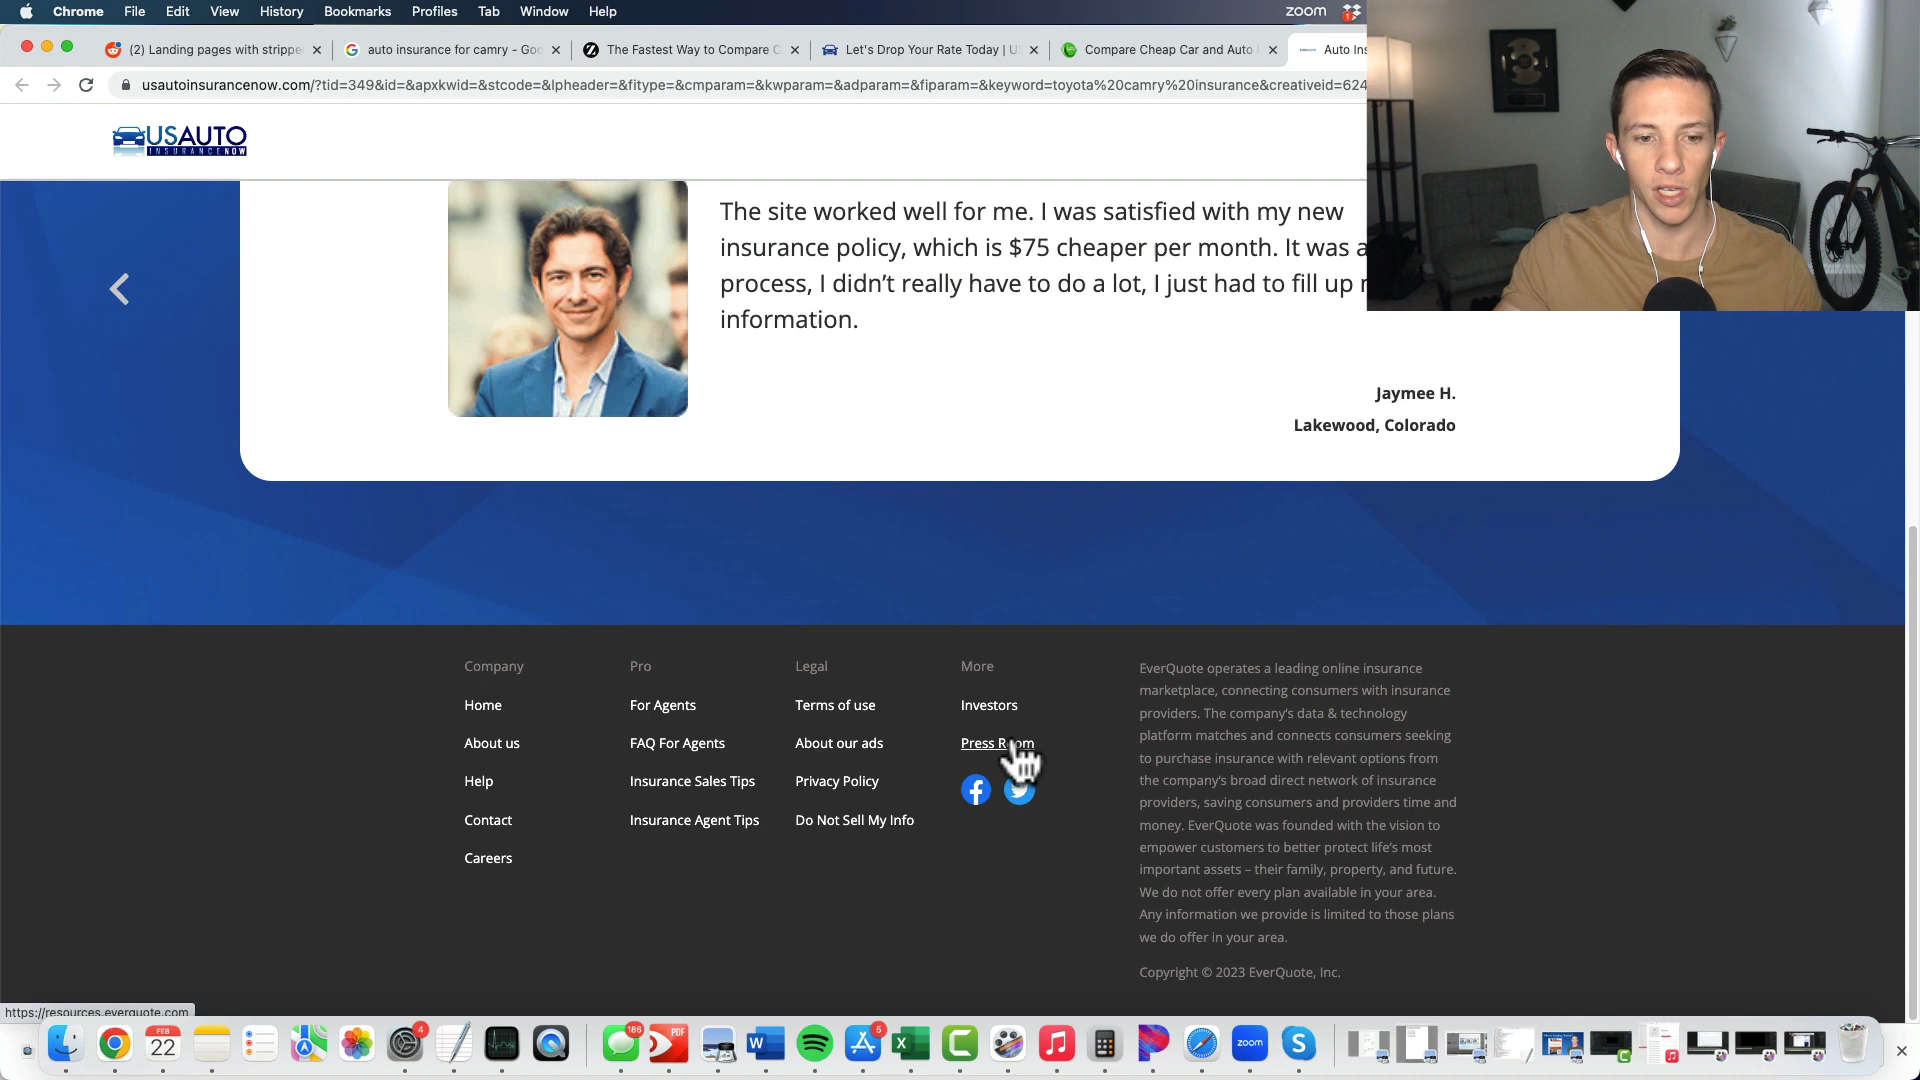 Chrome File Edit View History Bookmarks Profiles Tab Window Help zoom 1
(2) Landing pages with strippe
auto insurance for camry - Goo
The Fastest Way to Compare C
Let's Drop Your Rate Today | U
Compare Cheap Car and Auto
Auto Ins
usautoinsurancenow.com/?tid=349&id=&apxkwid=&stcode=&lpheader=&fitype=&cmparam=&kwparam=&adparam=&fiparam=&keyword=toyota%20camry%20insurance&creativeid=624
USAUTO
INSURANCENOW
The site worked well for me. I was satisfied with my new
insurance policy, which is $75 cheaper per month. It was a
process, I didn't really have to do a lot, I just had to fill up
information.
Jaymee H.
Lakewood, Colorado
Company
Home
About us
Help
Contact
Careers
Pro
For Agents
FAQ For Agents
Insurance Sales Tips
Insurance Agent Tips
Legal
Terms of use
About our ads
Privacy Policy
Do Not Sell My Info
More
Investors
Press Room
EverQuote operates a leading online insurance
marketplace, connecting consumers with insurance
providers. The company's data & technology
platform matches and connects consumers seeking
to purchase insurance with relevant options from
the company's broad direct network of insurance
providers, saving consumers and providers time and
money. EverQuote was founded with the vision to
empower customers to better protect life's most
important assets – their family, property, and future.
We do not offer every plan available in your area.
Any information we provide is limited to those plans
we do offer in your area.
Copyright © 2023 EverQuote, Inc.
https://resources.everquote.com
FEB
22
4
186
PDF
5
zoom